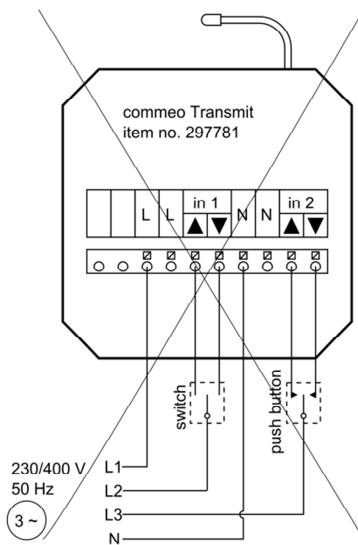 commeo Transmit
item no. 297781
L L in 1 N N in 2
switch
push button
230/400 V L1
50 Hz L2
3 ~ L3
N